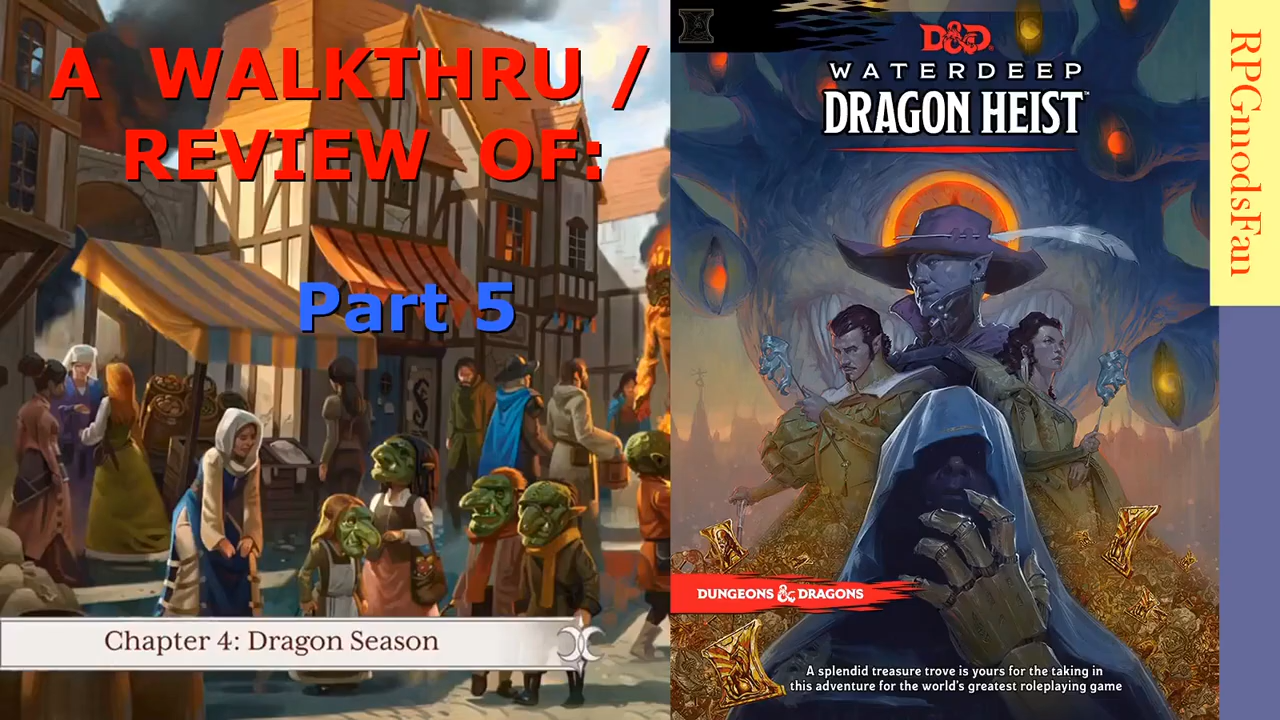 A WALKTHRU /
REVIEW OF:
Part 5
Chapter 4: Dragon Season
D&D
WATERDEEP
DRAGON HEIST™
DUNGEONS & DRAGONS
A splendid treasure trove is yours for the taking in
this adventure for the world's greatest roleplaying game
RPGmodsFan